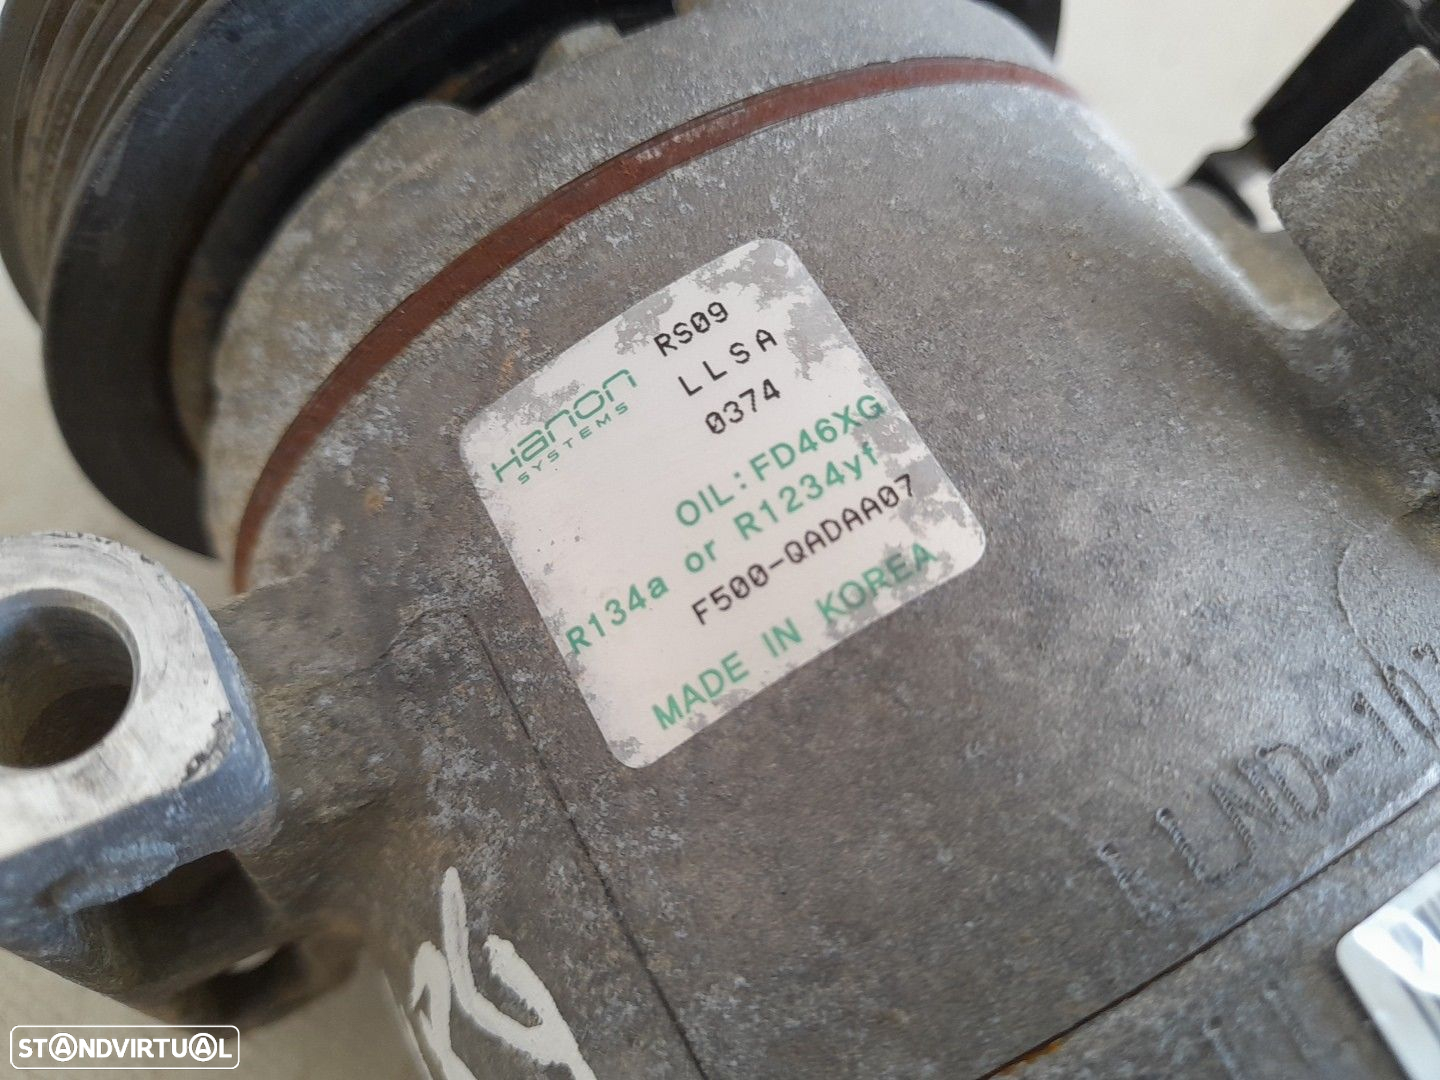 RS09
LLSA
0374
HANON
SYSTEMS
OIL:FD46XG
R134a or R1234yf
F500-QADAA07
MADE IN KOREA
STANDVIRTUAL